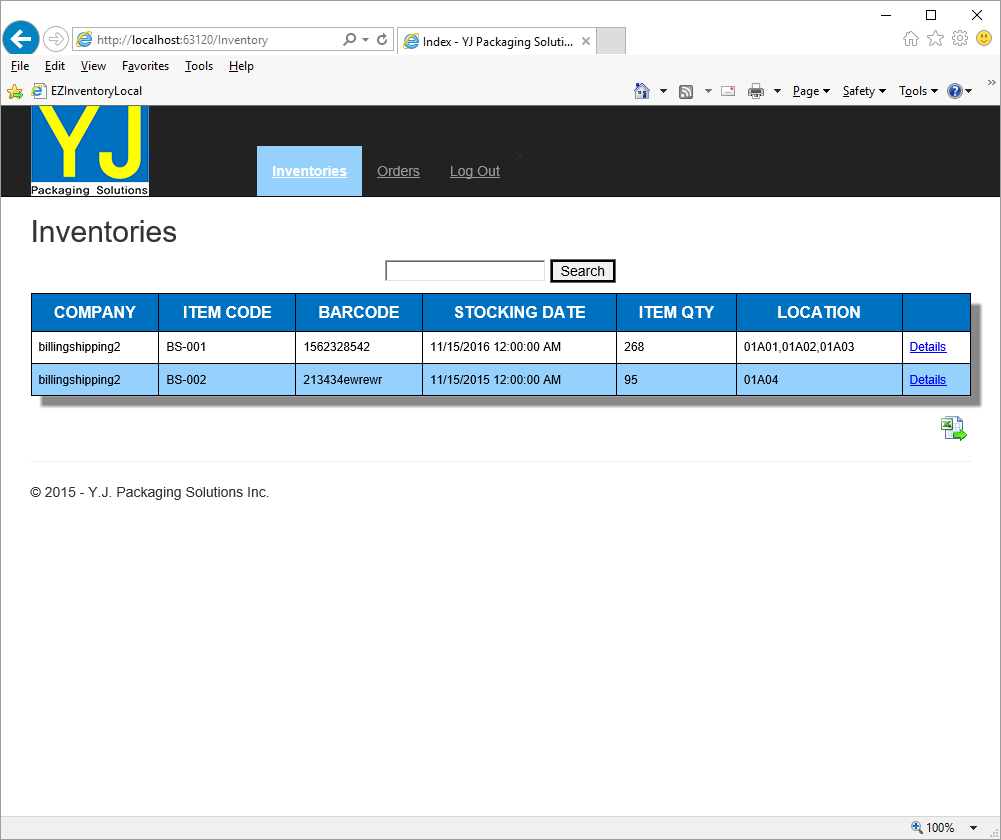 http://localhost:63120/Inventory
Index - YJ Packaging Soluti...
File Edit View Favorites Tools Help
EZInventoryLocal
Page Safety Tools
»
YJ
Packaging Solutions
Inventories Orders Log Out >
Inventories
Search
COMPANY ITEM CODE BARCODE STOCKING DATE ITEM QTY LOCATION
billingshipping2 BS-001 1562328542 11/15/2016 12:00:00 AM 268 01A01,01A02,01A03 Details
billingshipping2 BS-002 213434ewrewr 11/15/2015 12:00:00 AM 95 01A04 Details
© 2015 - Y.J. Packaging Solutions Inc.
100%